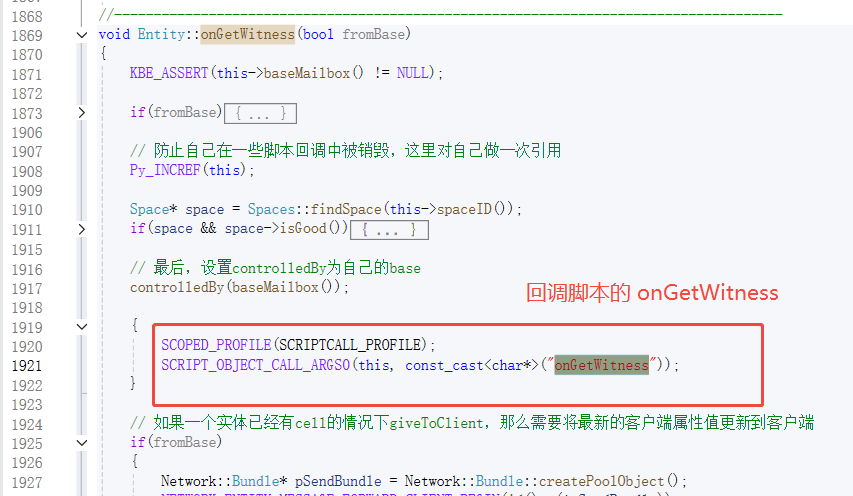 1868 //--------------------------------------------------------------------------------------
1869 void Entity::onGetWitness(bool fromBase)
1870 {
1871 KBE_ASSERT(this->baseMailbox() != NULL);
1872
1873 if(fromBase){ ... }
1906
1907 // 防止自己在一些脚本回调中被销毁,这里对自己做一次引用
1908 Py_INCREF(this);
1909
1910 Space* space = Spaces::findSpace(this->spaceID());
1911 if(space && space->isGood()){ ... }
1915
1916 // 最后,设置controlledBy为自己的base
1917 controlledBy(baseMailbox());
回调脚本的 onGetWitness
1918
1919 {
1920 SCOPED_PROFILE(SCRIPTCALL_PROFILE);
1921 SCRIPT_OBJECT_CALL_ARGS0(this, const_cast<char*>("onGetWitness"));
1922 }
1923
1924 // 如果一个实体已经有cell的情况下giveToClient,那么需要将最新的客户端属性值更新到客户端
1925 if(fromBase)
1926 {
1927 Network::Bundle* pSendBundle = Network::Bundle::createPoolObject();